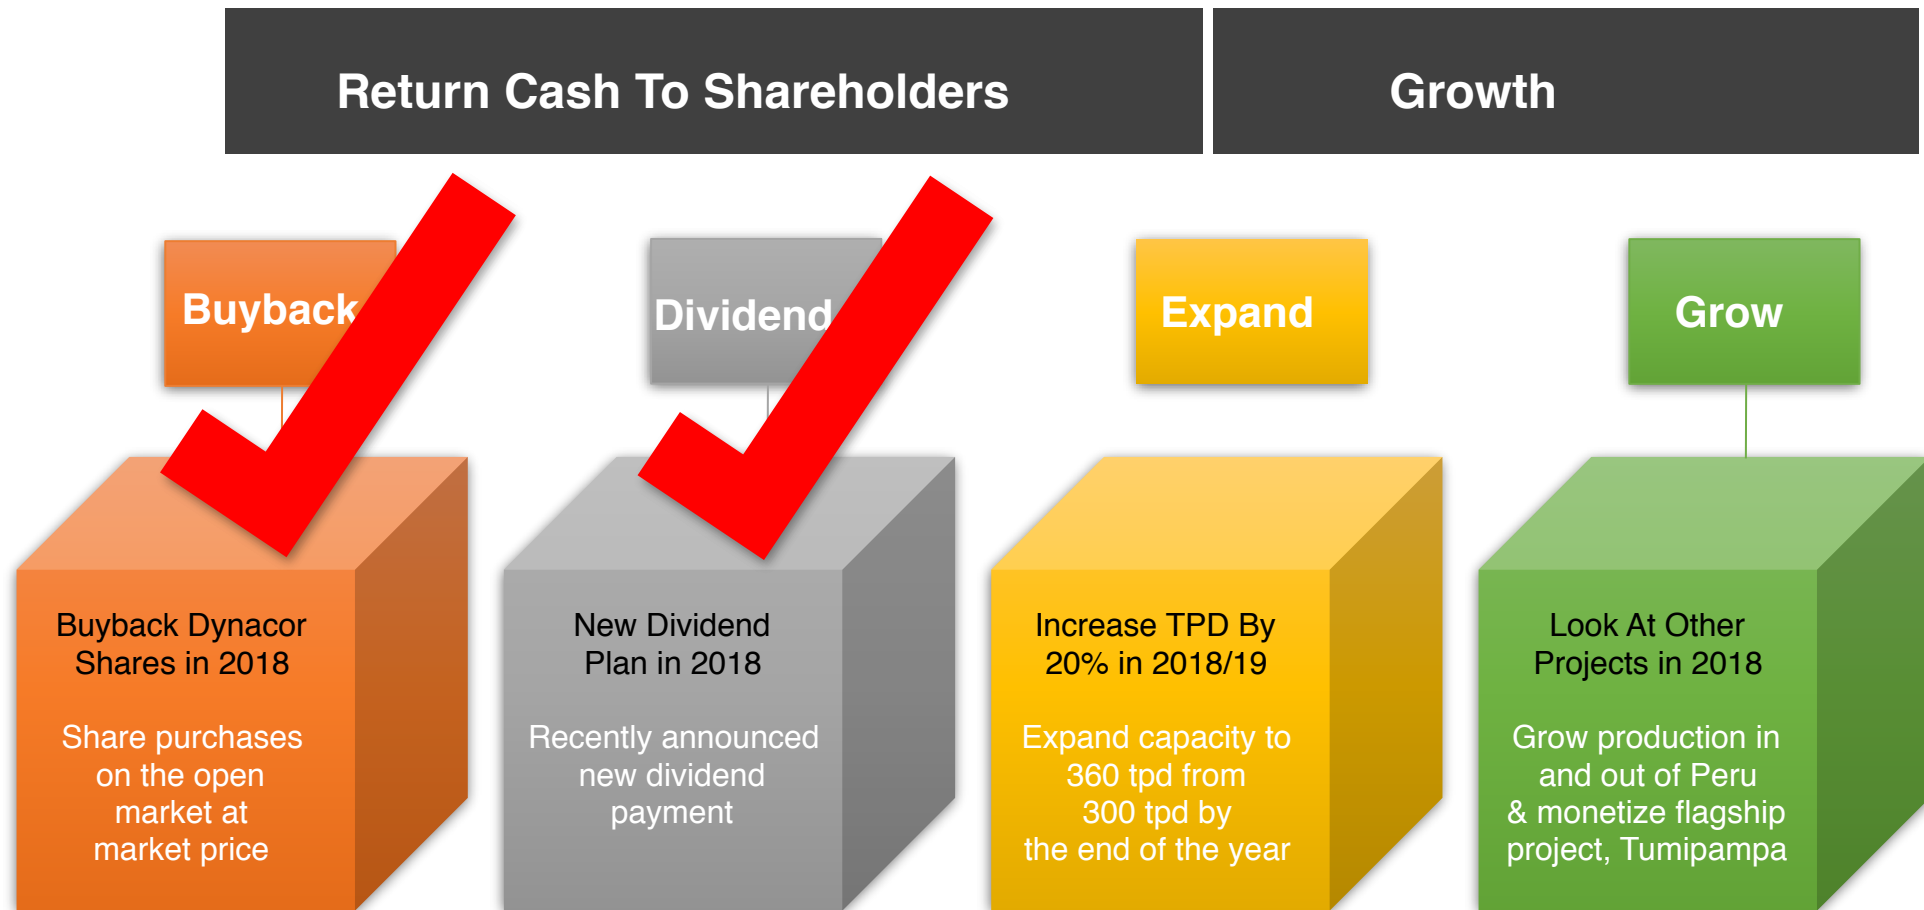 Return Cash To Shareholders
Growth
Buyback
Dividend
Expand
Grow
Buyback Dynacor
Shares in 2018
Share purchases
on the open
market at
market price
New Dividend
Plan in 2018
Recently announced
new dividend
payment
Increase TPD By
20% in 2018/19
Expand capacity to
360 tpd from
300 tpd by
the end of the year
Look At Other
Projects in 2018
Grow production in
and out of Peru
& monetize flagship
project, Tumipampa